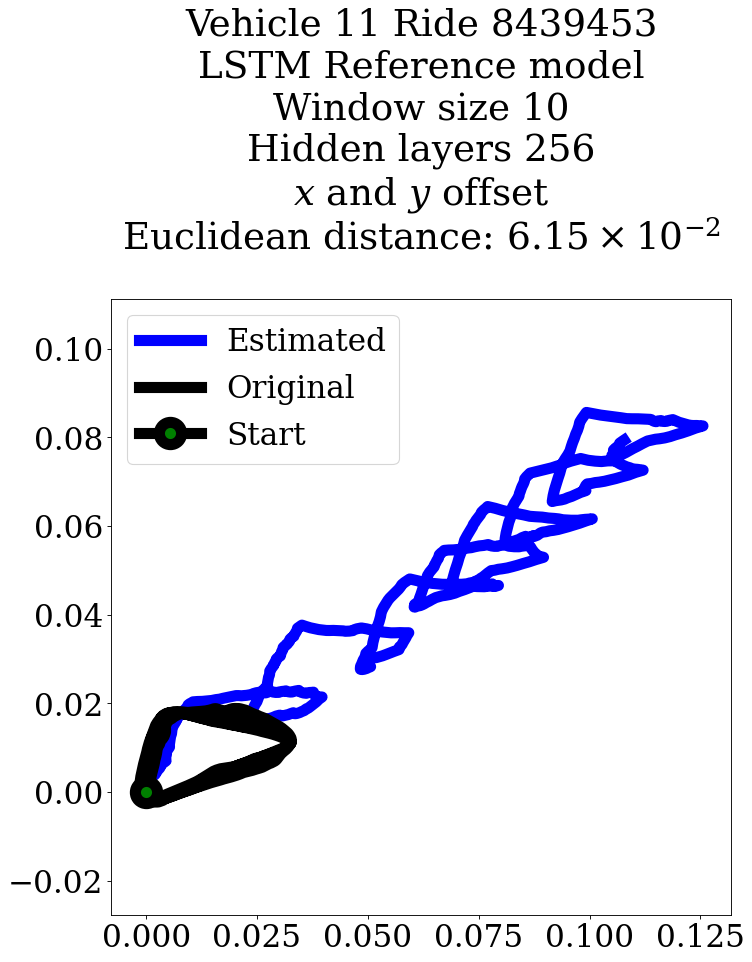 Vehicle 11 Ride 8439453
LSTM Reference model
Window size 10
Hidden layers 256
x and y offset
Euclidean distance: 6.15 × 10⁻²
Estimated
Original
Start
0.10
0.08
0.06
0.04
0.02
0.00
−0.02
0.000 0.025 0.050 0.075 0.100 0.125